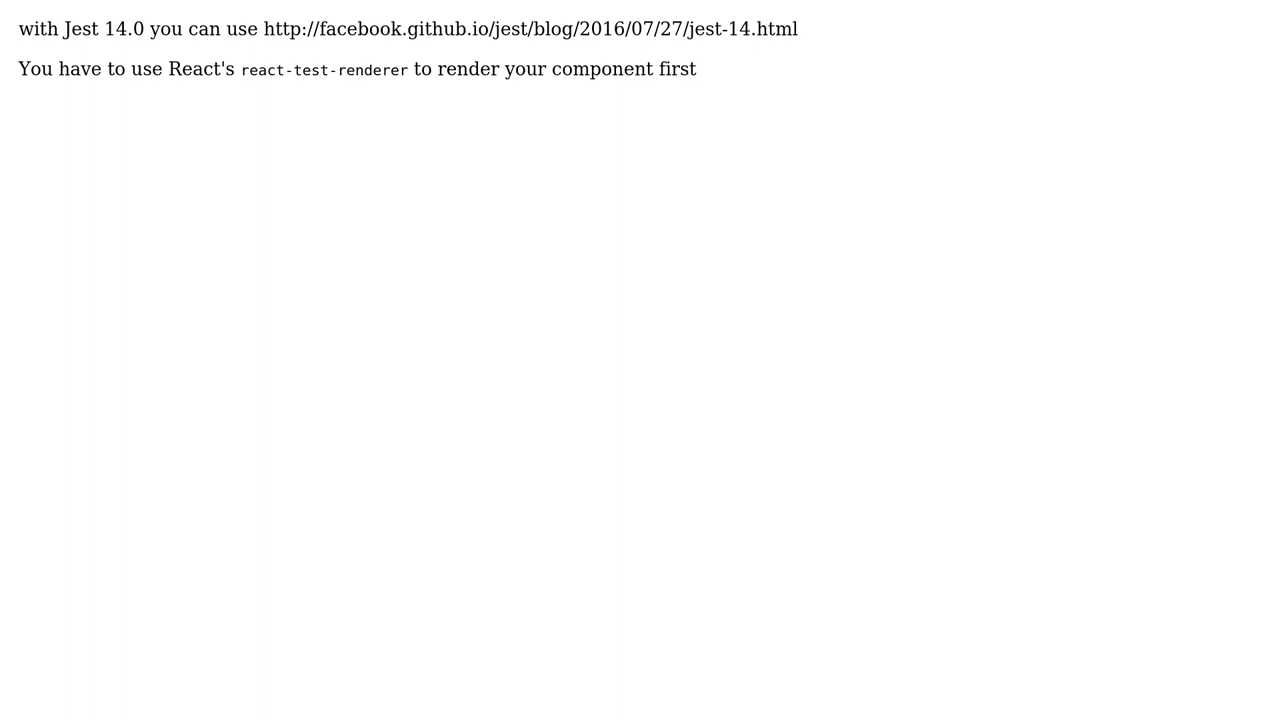 with Jest 14.0 you can use http://facebook.github.io/jest/blog/2016/07/27/jest-14.html
You have to use React's react-test-renderer to render your component first